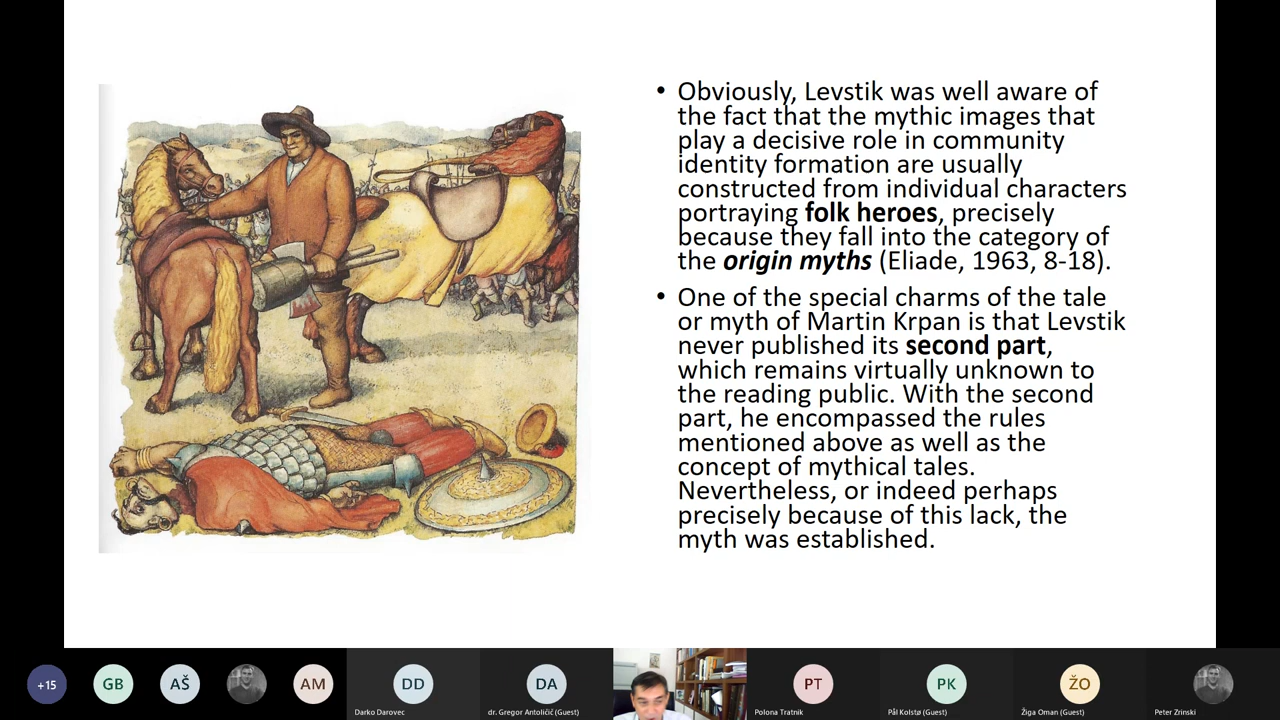 • Obviously, Levstik was well aware of
the fact that the mythic images that
play a decisive role in community
identity formation are usually
constructed from individual characters
portraying folk heroes, precisely
because they fall into the category of
the origin myths (Eliade, 1963, 8-18).
• One of the special charms of the tale
or myth of Martin Krpan is that Levstik
never published its second part,
which remains virtually unknown to
the reading public. With the second
part, he encompassed the rules
mentioned above as well as the
concept of mythical tales.
Nevertheless, or indeed perhaps
precisely because of this lack, the
myth was established.
+15 GB AŠ AM DD DA PT PK ŽO
Darko Darovec dr. Gregor Antoličič (Guest) Polona Tratnik Pål Kolstø (Guest) Žiga Oman (Guest) Peter Zrinski